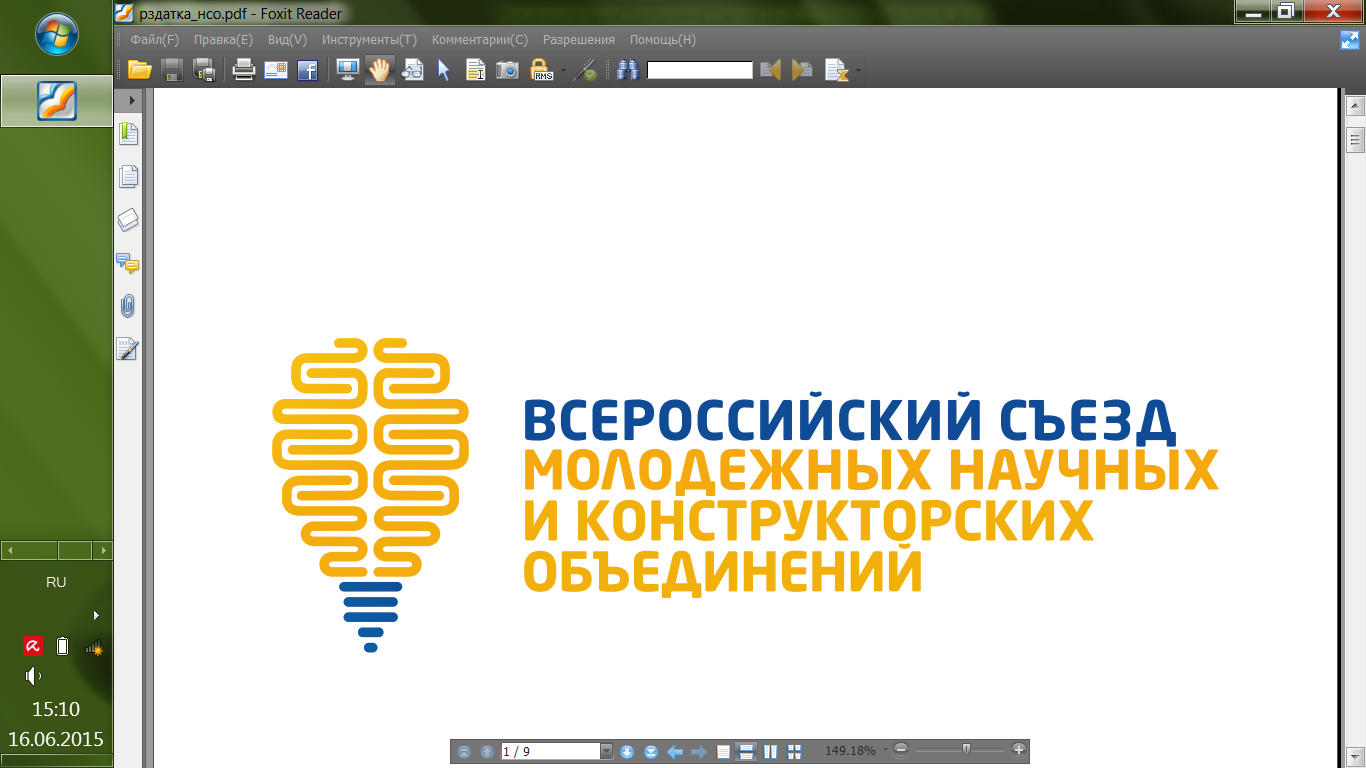 рздатка_нсо.pdf - Foxit Reader
Файл(F) Правка(E) Вид(V) Инструменты(T) Комментарии(C) Разрешения Помощь(H)
RMS
ВСЕРОССИЙСКИЙ СЪЕЗД
МОЛОДЕЖНЫХ НАУЧНЫХ
И КОНСТРУКТОРСКИХ
ОБЪЕДИНЕНИЙ
RU
15:10
16.06.2015
1 / 9
149.18%